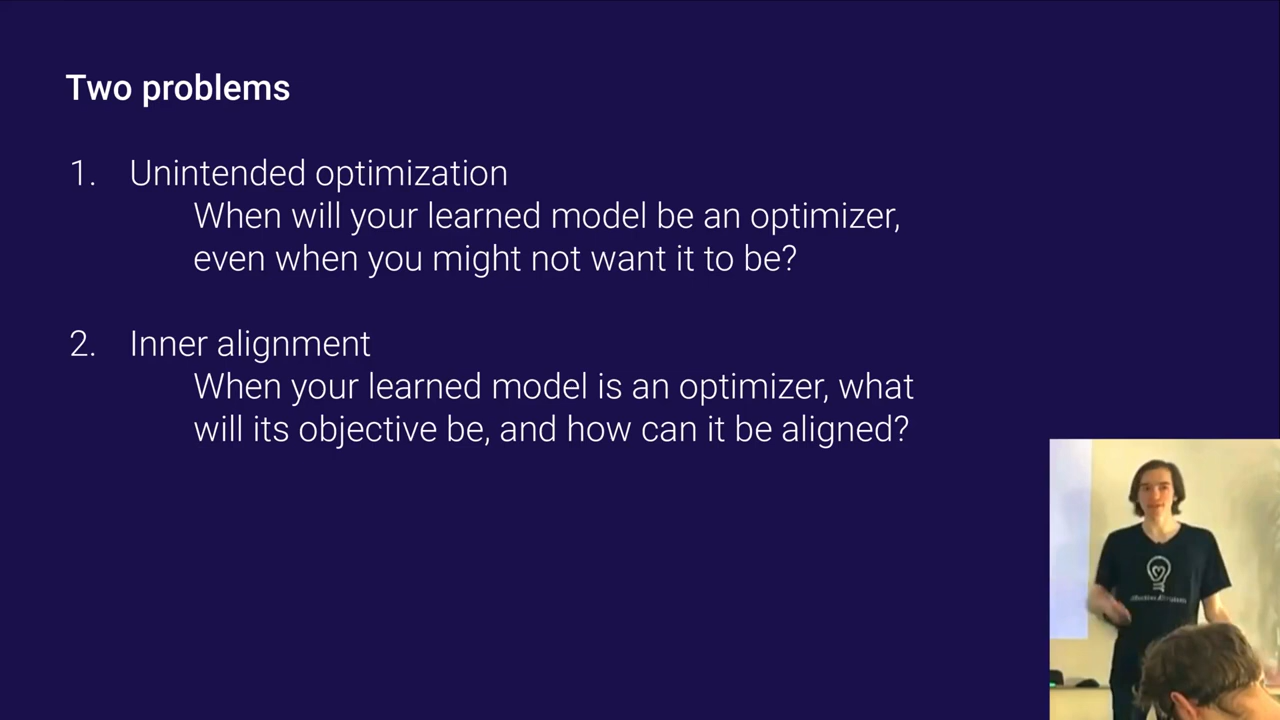 Two problems
1. Unintended optimization
When will your learned model be an optimizer,
even when you might not want it to be?
2. Inner alignment
When your learned model is an optimizer, what
will its objective be, and how can it be aligned?